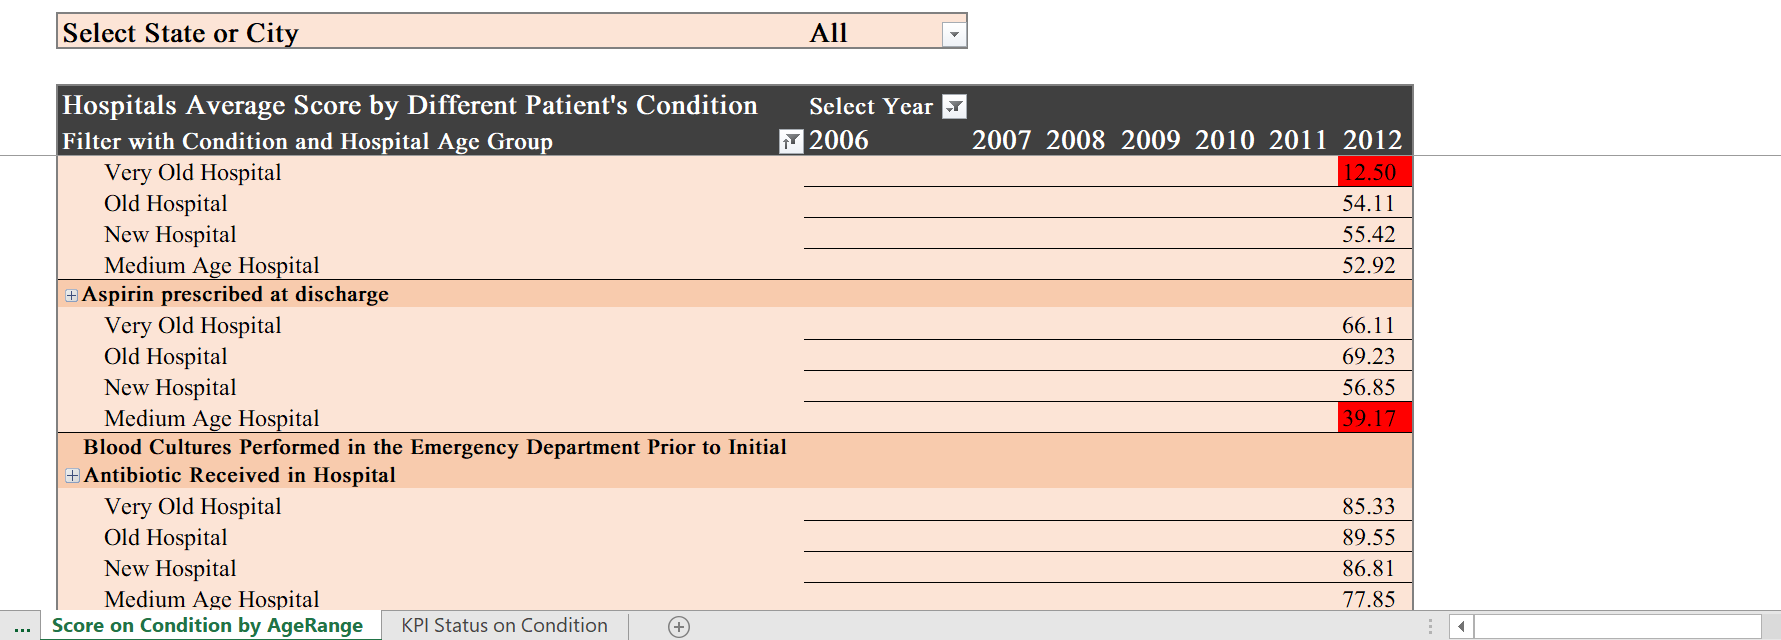 Select State or City All
Hospitals Average Score by Different Patient's Condition Select Year
Filter with Condition and Hospital Age Group 2006 2007 2008 2009 2010 2011 2012
Very Old Hospital 12.50
Old Hospital 54.11
New Hospital 55.42
Medium Age Hospital 52.92
Aspirin prescribed at discharge
Very Old Hospital 66.11
Old Hospital 69.23
New Hospital 56.85
Medium Age Hospital 39.17
Blood Cultures Performed in the Emergency Department Prior to Initial
Antibiotic Received in Hospital
Very Old Hospital 85.33
Old Hospital 89.55
New Hospital 86.81
Medium Age Hospital 77.85
... Score on Condition by AgeRange KPI Status on Condition